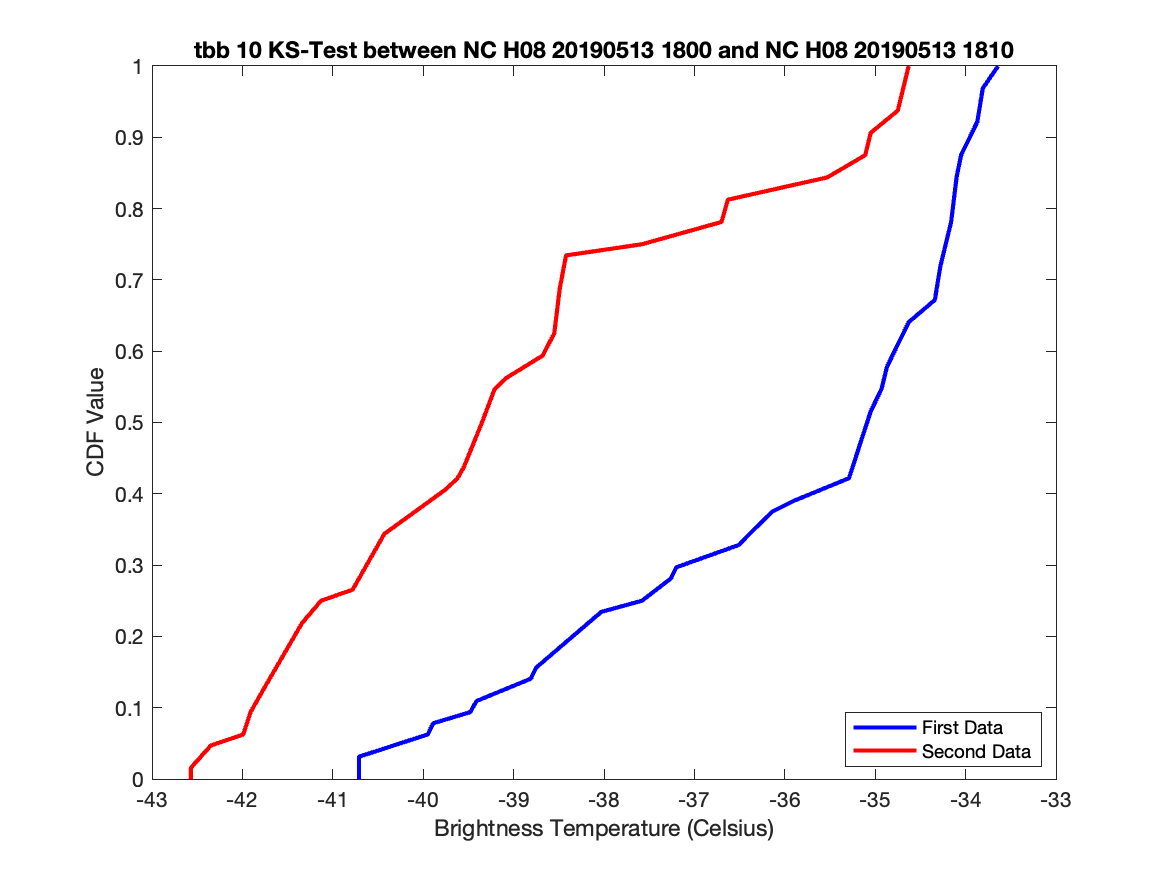 tbb 10 KS-Test between NC H08 20190513 1800 and NC H08 20190513 1810
1
0.9
0.8
0.7
0.6
0.5
0.4
0.3
0.2
0.1
0
CDF Value
First Data
Second Data
-43 -42 -41 -40 -39 -38 -37 -36 -35 -34 -33
Brightness Temperature (Celsius)